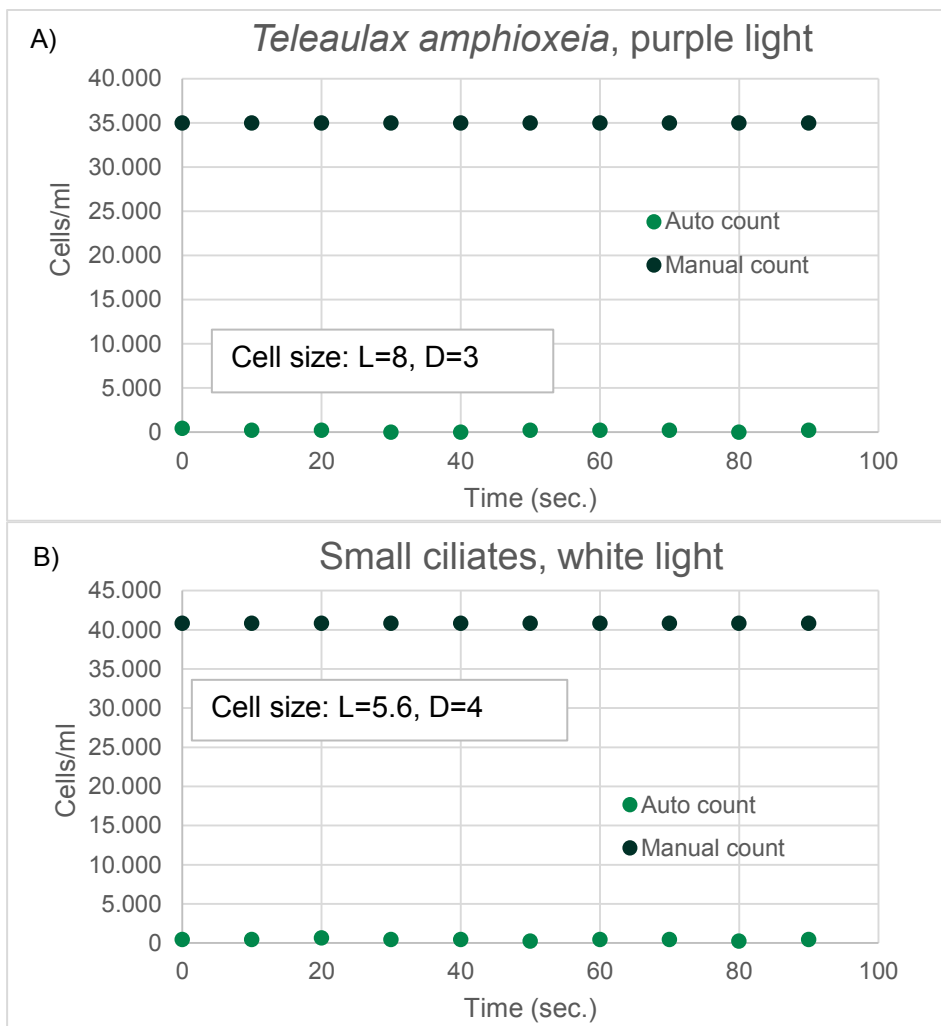 A)
Teleaulax amphioxeia, purple light
40.000
35.000
30.000
25.000
20.000
15.000
10.000
5.000
0
Cells/ml
Auto count
Manual count
Cell size: L=8, D=3
0 20 40 60 80 100
Time (sec.)
B)
Small ciliates, white light
45.000
40.000
35.000
30.000
25.000
20.000
15.000
10.000
5.000
0
Cells/ml
Cell size: L=5.6, D=4
Auto count
Manual count
0 20 40 60 80 100
Time (sec.)